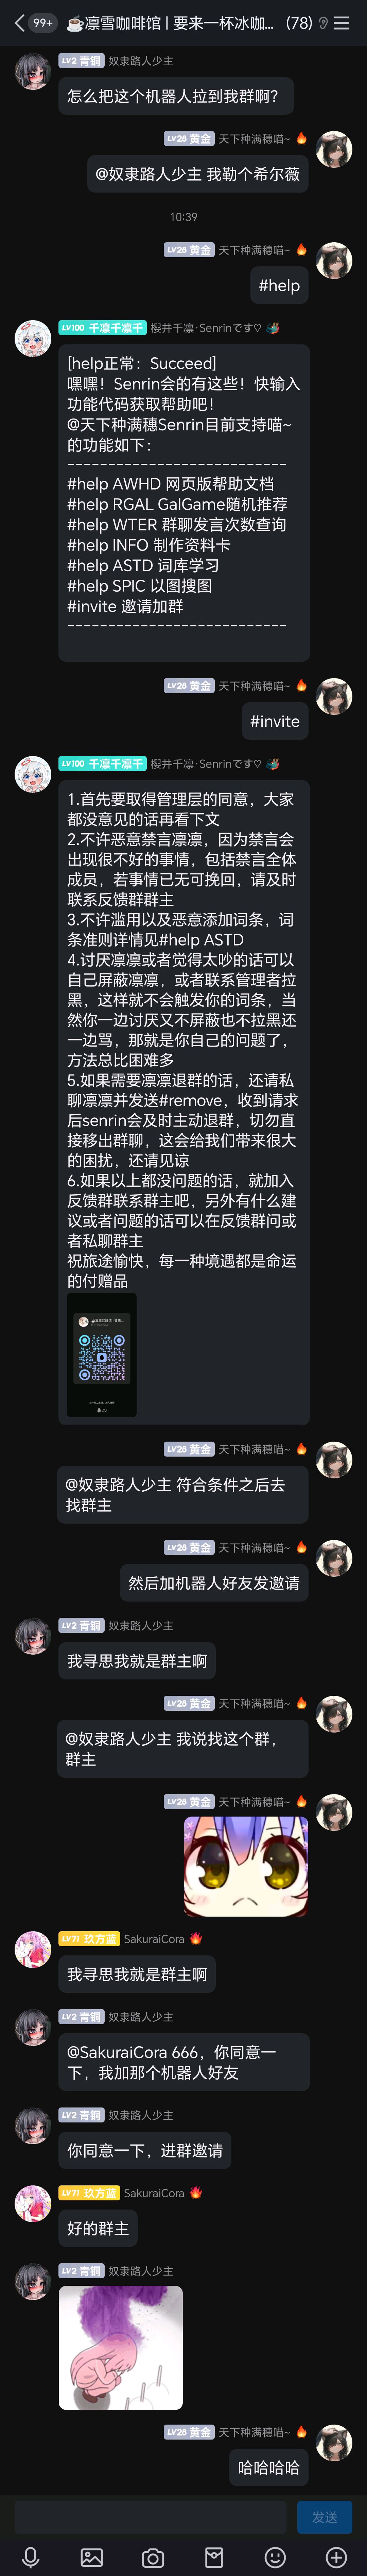 99+
☕凛雪咖啡馆 | 要来一杯冰咖... (78)
LV2 青铜 奴隶路人少主
怎么把这个机器人拉到我群啊？
LV28 黄金 天下种满穗喵~ 🔥
@奴隶路人少主 我勒个希尔薇
10:39
LV28 黄金 天下种满穗喵~ 🔥
#help
LV100 千凛千凛千 樱井千凛·Senrinです♡
[help正常：Succeed]
嘿嘿！Senrin会的有这些！快输入
功能代码获取帮助吧！
@天下种满穗Senrin目前支持喵~
的功能如下：
----------------------------
#help AWHD 网页版帮助文档
#help RGAL GalGame随机推荐
#help WTER 群聊发言次数查询
#help INFO 制作资料卡
#help ASTD 词库学习
#help SPIC 以图搜图
#invite 邀请加群
----------------------------
LV28 黄金 天下种满穗喵~ 🔥
#invite
LV100 千凛千凛千 樱井千凛·Senrinです♡
1.首先要取得管理层的同意，大家
都没意见的话再看下文
2.不许恶意禁言凛凛，因为禁言会
出现很不好的事情，包括禁言全体
成员，若事情已无可挽回，请及时
联系反馈群群主
3.不许滥用以及恶意添加词条，词
条准则详情见#help ASTD
4.讨厌凛凛或者觉得太吵的话可以
自己屏蔽凛凛，或者联系管理者拉
黑，这样就不会触发你的词条，当
然你一边讨厌又不屏蔽也不拉黑还
一边骂，那就是你自己的问题了，
方法总比困难多
5.如果需要凛凛退群的话，还请私
聊凛凛并发送#remove，收到请求
后senrin会及时主动退群，切勿直
接移出群聊，这会给我们带来很大
的困扰，还请见谅
6.如果以上都没问题的话，就加入
反馈群联系群主吧，另外有什么建
议或者问题的话可以在反馈群问或
者私聊群主
祝旅途愉快，每一种境遇都是命运
的付赠品
LV28 黄金 天下种满穗喵~ 🔥
@奴隶路人少主 符合条件之后去
找群主
LV28 黄金 天下种满穗喵~ 🔥
然后加机器人好友发邀请
LV2 青铜 奴隶路人少主
我寻思我就是群主啊
LV28 黄金 天下种满穗喵~ 🔥
@奴隶路人少主 我说找这个群，
群主
LV28 黄金 天下种满穗喵~ 🔥
LV71 玖方蓝 SakuraiCora
我寻思我就是群主啊
LV2 青铜 奴隶路人少主
@SakuraiCora 666，你同意一
下，我加那个机器人好友
LV2 青铜 奴隶路人少主
你同意一下，进群邀请
LV71 玖方蓝 SakuraiCora
好的群主
LV2 青铜 奴隶路人少主
LV28 黄金 天下种满穗喵~ 🔥
哈哈哈哈
发送